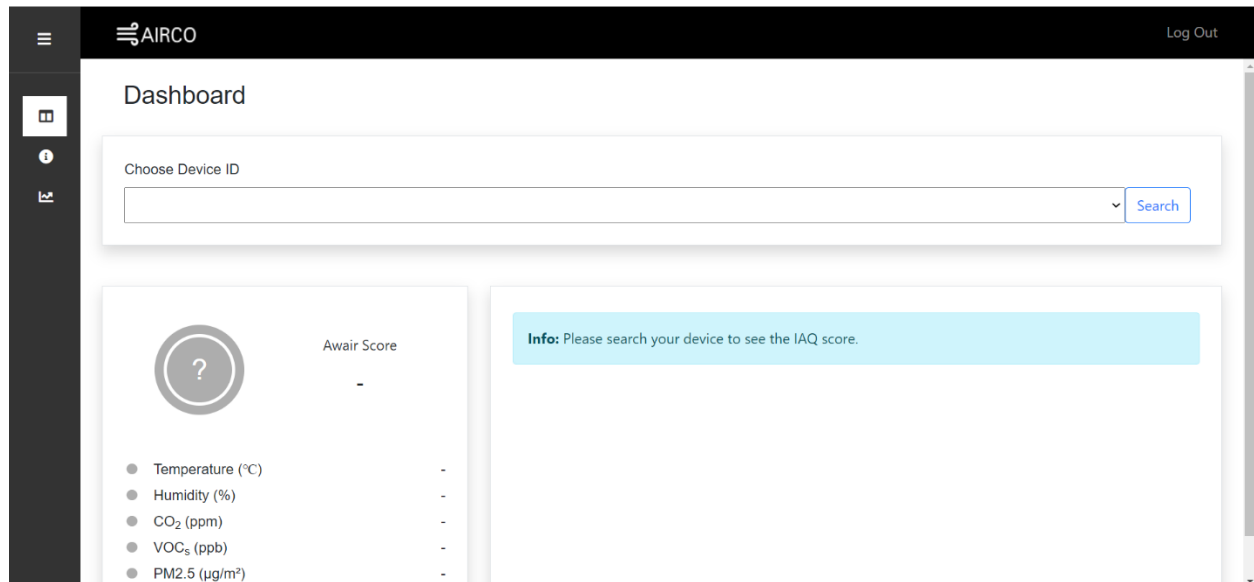 AIRCO
Log Out
Dashboard
Choose Device ID
Search
?
Awair Score
-
Info: Please search your device to see the IAQ score.
Temperature (℃) -
Humidity (%) -
CO₂ (ppm) -
VOCₛ (ppb) -
PM2.5 (µg/m²) -